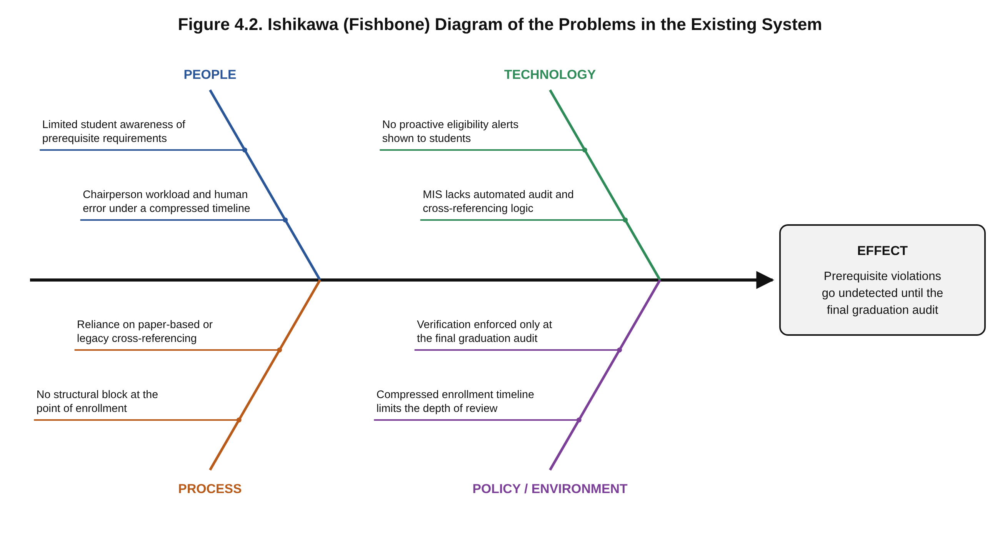 Figure 4.2. Ishikawa (Fishbone) Diagram of the Problems in the Existing System
PEOPLE
Limited student awareness of
prerequisite requirements
Chairperson workload and human
error under a compressed timeline
TECHNOLOGY
No proactive eligibility alerts
shown to students
MIS lacks automated audit and
cross-referencing logic
EFFECT
Prerequisite violations
go undetected until the
final graduation audit
Reliance on paper-based or
legacy cross-referencing
No structural block at the
point of enrollment
PROCESS
Verification enforced only at
the final graduation audit
Compressed enrollment timeline
limits the depth of review
POLICY / ENVIRONMENT